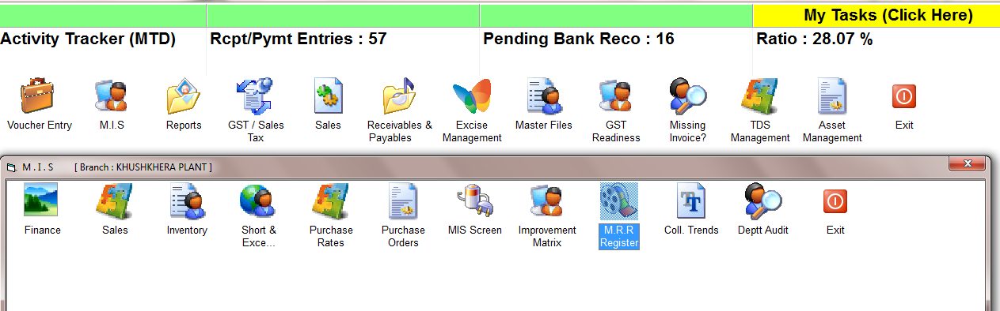 My Tasks (Click Here)
Activity Tracker (MTD) Rcpt/Pymt Entries : 57 Pending Bank Reco : 16 Ratio : 28.07 %
Voucher Entry M.I.S Reports GST / Sales Sales Receivables & Excise Master Files GST Missing TDS Asset Exit
Tax Payables Management Readiness Invoice? Management Management
M . I . S [ Branch : KHUSHKHERA PLANT ]
Finance Sales Inventory Short & Purchase Purchase MIS Screen Improvement M.R.R Coll. Trends Deptt Audit Exit
Exce... Rates Orders Matrix Register